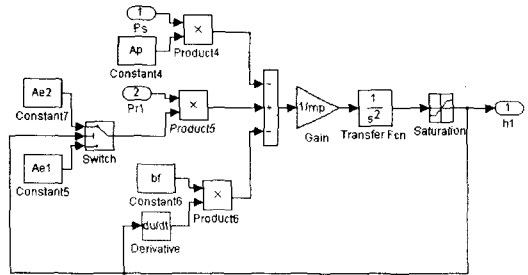 1
Ps
Ap
Constant4
×
Product4
Ae2
Constant7
2
Pr1
×
Product5
Switch
Ae1
Constant5
-
+
-
1/mp
Gain
1
s2
Transfer Fcn
Saturation
1
h1
bf
Constant6
×
Product6
du/dt
Derivative